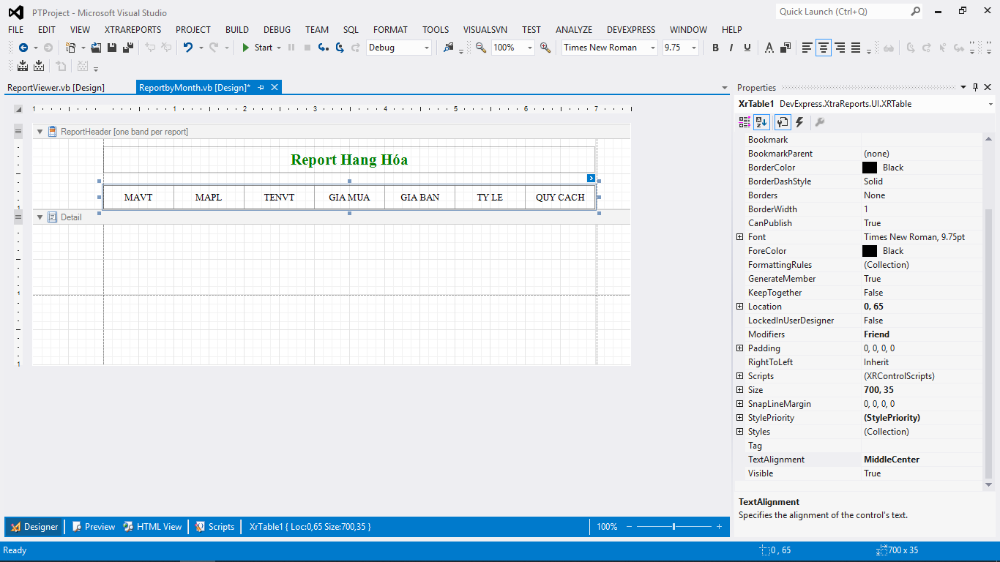 PTProject - Microsoft Visual Studio
Quick Launch (Ctrl+Q)
FILE EDIT VIEW XTRAREPORTS PROJECT BUILD DEBUG TEAM SQL FORMAT TOOLS VISUALSVN TEST ANALYZE DEVEXPRESS WINDOW HELP
Start Debug 100% Times New Roman 9.75 B I U A
ReportViewer.vb [Design] ReportbyMonth.vb [Design]*
1 1 2 3 4 5 6 7
ReportHeader [one band per report]
Report Hang Hóa
MAVT MAPL TENVT GIA MUA GIA BAN TY LE QUY CACH
1
Detail
1
1
Designer Preview HTML View Scripts XrTable1 { Loc:0,65 Size:700,35 } 100%
Properties
XrTable1 DevExpress.XtraReports.UI.XRTable
Bookmark
BookmarkParent (none)
BorderColor Black
BorderDashStyle Solid
Borders None
BorderWidth 1
CanPublish True
Font Times New Roman, 9.75pt
ForeColor Black
FormattingRules (Collection)
GenerateMember True
KeepTogether False
Location 0, 65
LockedInUserDesigner False
Modifiers Friend
Padding 0, 0, 0, 0
RightToLeft Inherit
Scripts (XRControlScripts)
Size 700, 35
SnapLineMargin 0, 0, 0, 0
StylePriority (StylePriority)
Styles (Collection)
Tag
TextAlignment MiddleCenter
Visible True
TextAlignment
Specifies the alignment of the control's text.
Ready 0 , 65 700 x 35